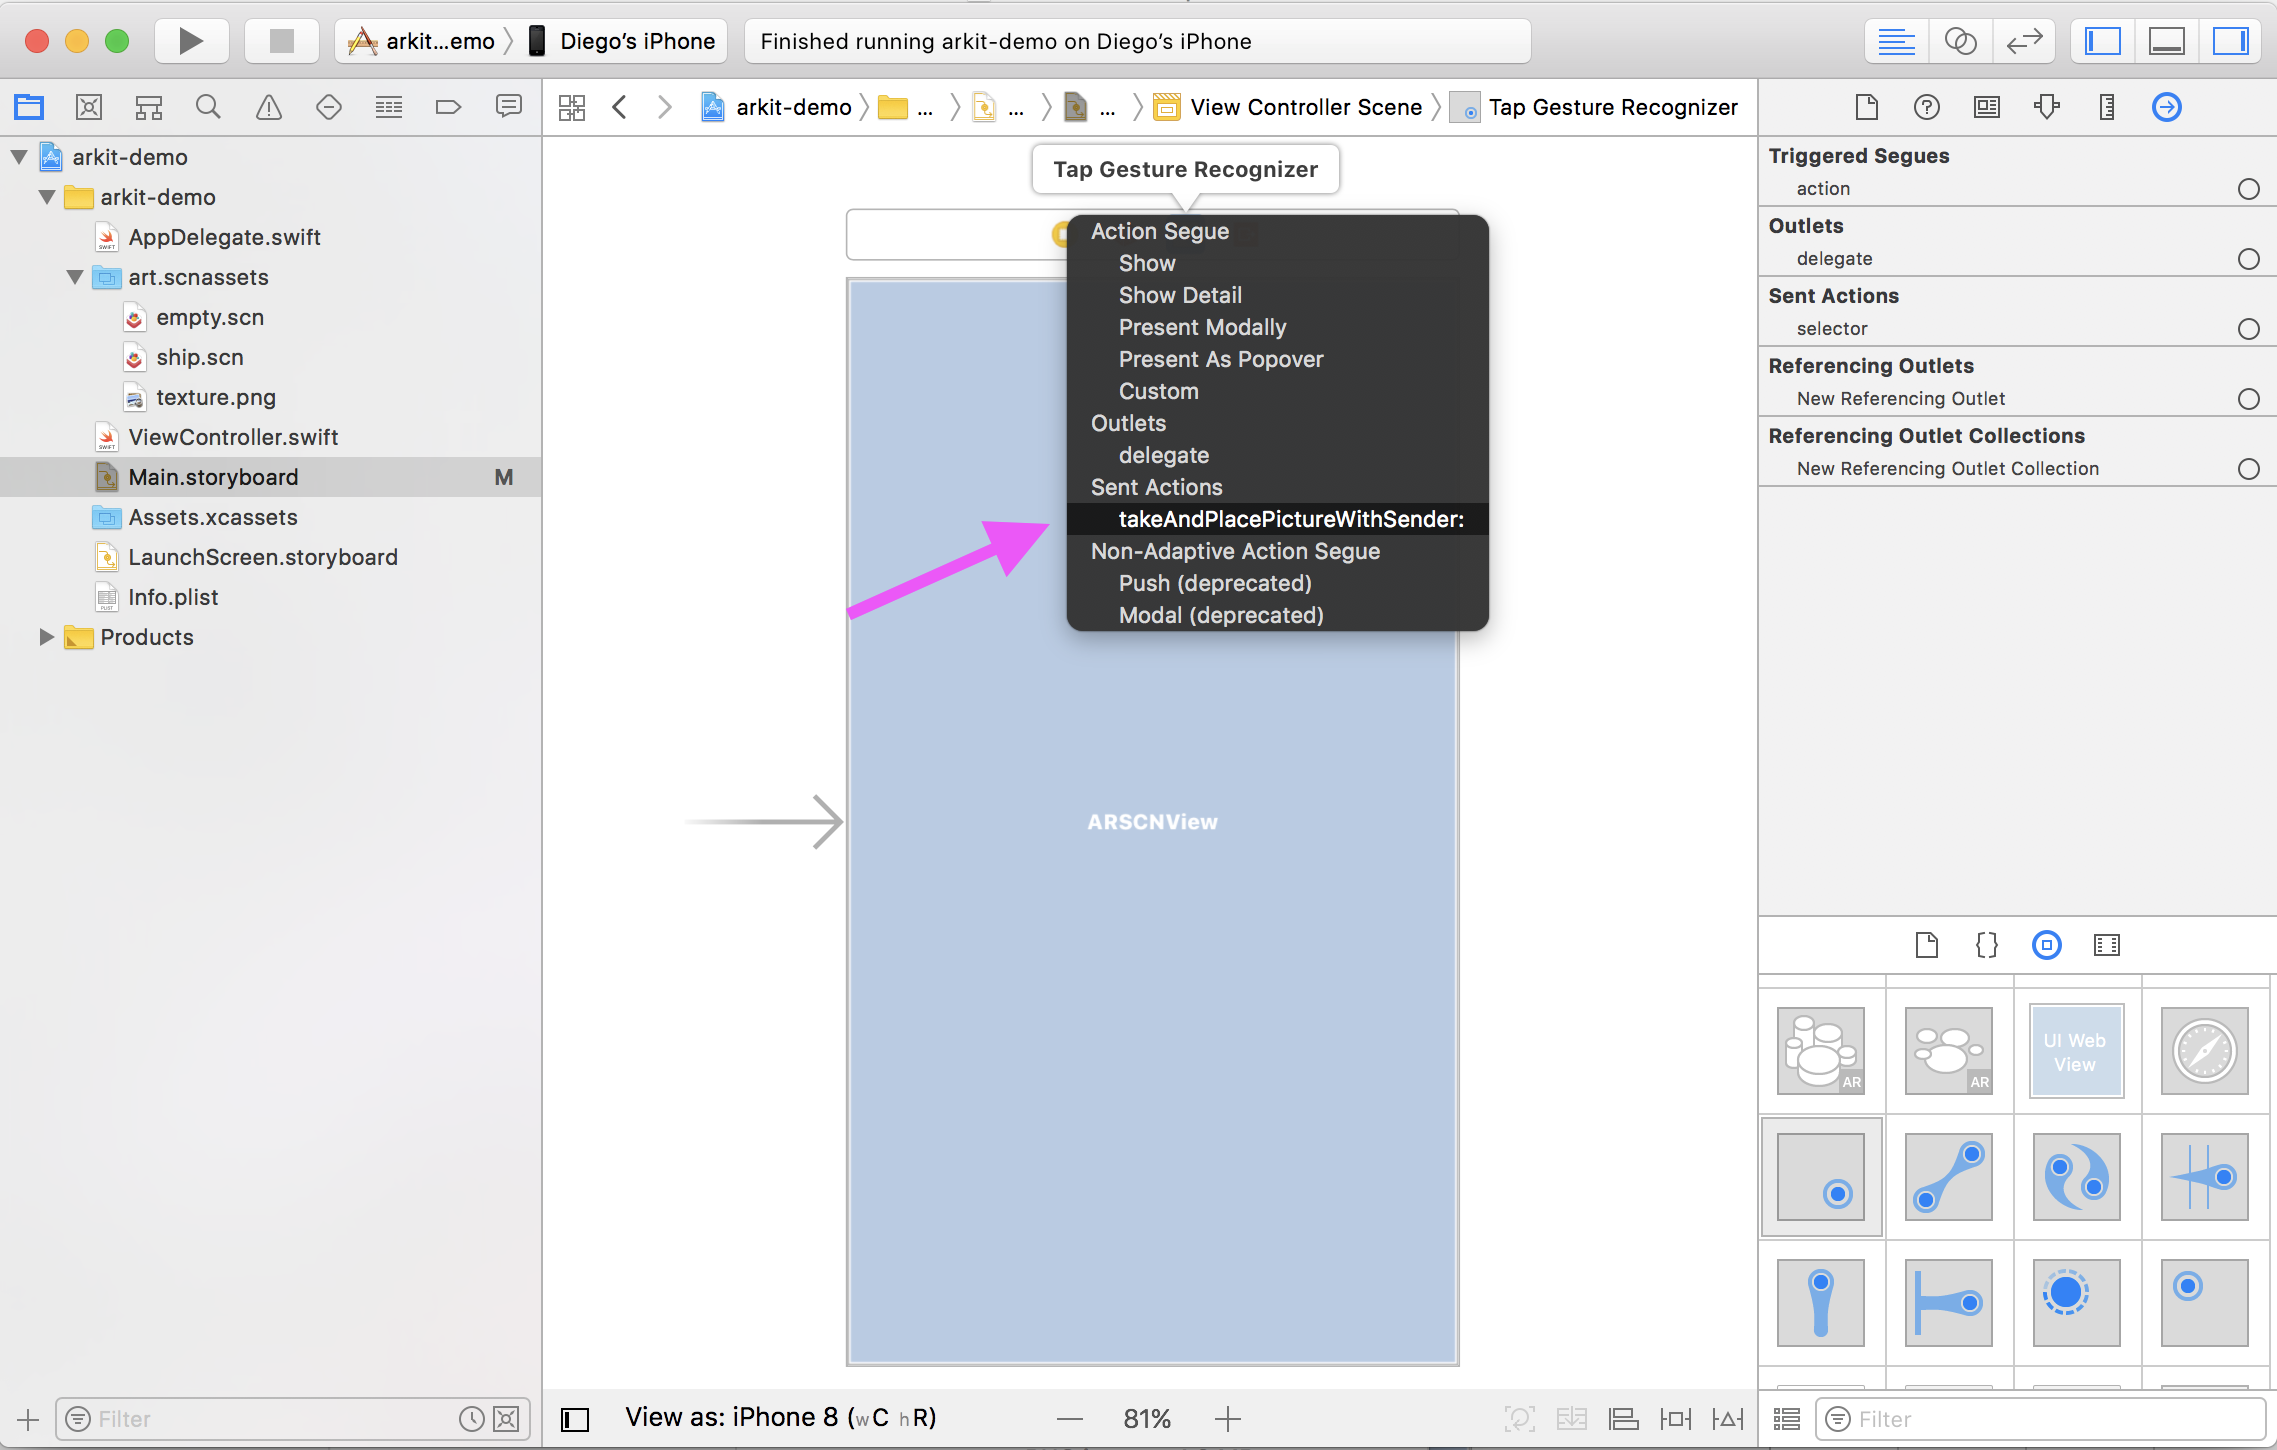 arkit...emo
Diego’s iPhone
Finished running arkit-demo on Diego’s iPhone
arkit-demo
...
...
...
View Controller Scene
Tap Gesture Recognizer
arkit-demo
arkit-demo
AppDelegate.swift
art.scnassets
empty.scn
ship.scn
texture.png
ViewController.swift
Main.storyboard
M
Assets.xcassets
LaunchScreen.storyboard
Info.plist
Products
Filter
Tap Gesture Recognizer
Action Segue
Show
Show Detail
Present Modally
Present As Popover
Custom
Outlets
delegate
Sent Actions
takeAndPlacePictureWithSender:
Non-Adaptive Action Segue
Push (deprecated)
Modal (deprecated)
ARSCNView
View as: iPhone 8 (wC hR)
81%
Triggered Segues
action
Outlets
delegate
Sent Actions
selector
Referencing Outlets
New Referencing Outlet
Referencing Outlet Collections
New Referencing Outlet Collection
AR
AR
UI Web
View
Filter